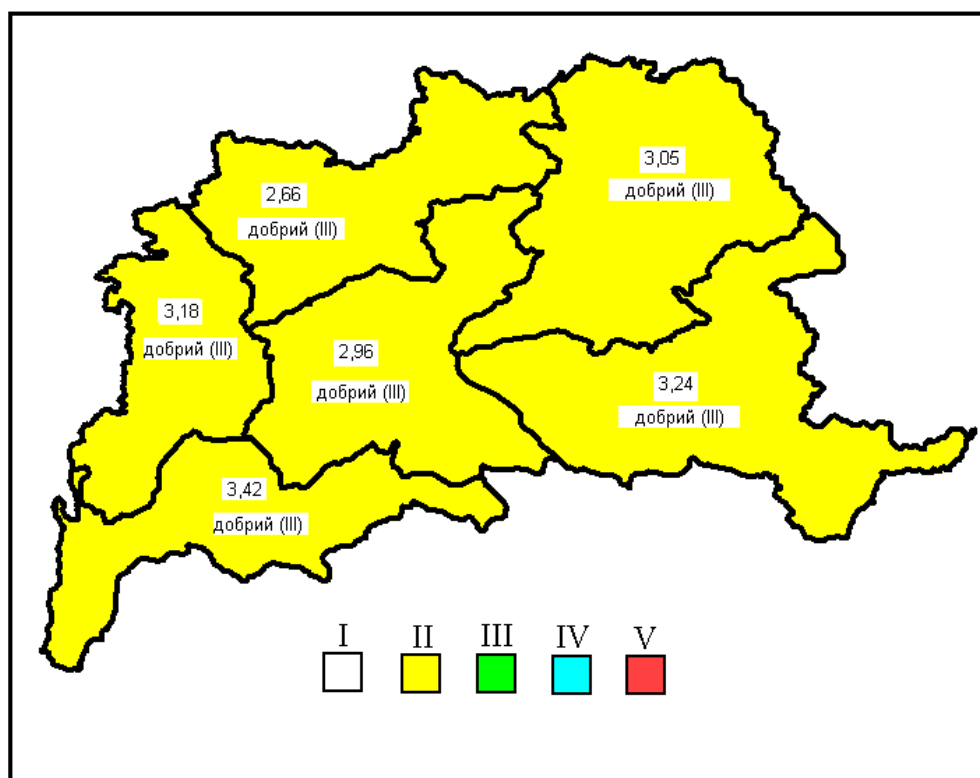 3,05
добрий (III)
2,66
добрий (III)
3,18
добрий (III)
2,96
добрий (III)
3,24
добрий (III)
3,42
добрий (III)
I II III IV V